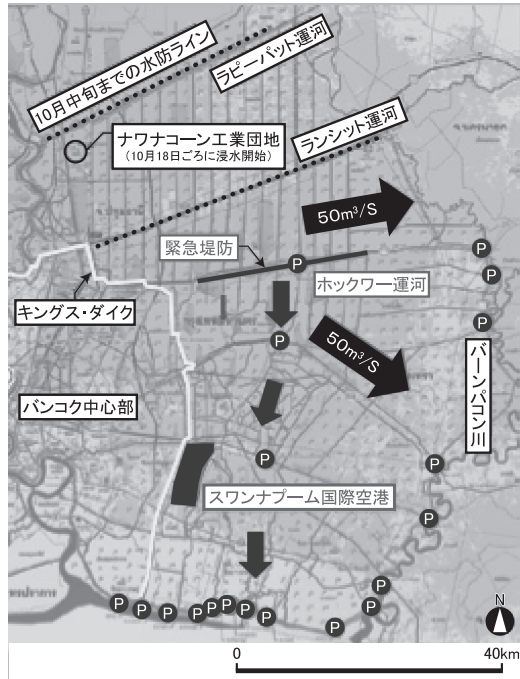 10月中旬までの水防ライン
ラピーパット運河
ナワナコーン工業団地
(10月18日ごろに浸水開始)
ランシット運河
50m³/S
緊急堤防
P
P
P
ホックワー運河
キングス・ダイク
P
P
50m³/S
バーンパコン川
バンコク中心部
P
P
スワンナプーム国際空港
P
P
P
P
P
P
P
P
P
P
P
P
N
0
40km